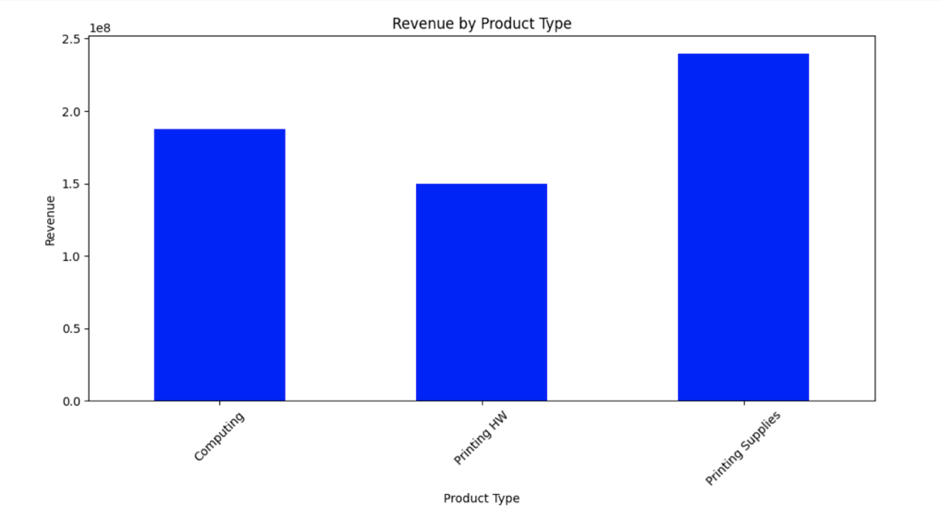 Revenue by Product Type
1e8
2.5
2.0
1.5
1.0
0.5
0.0
Revenue
Computing
Printing HW
Printing Supplies
Product Type